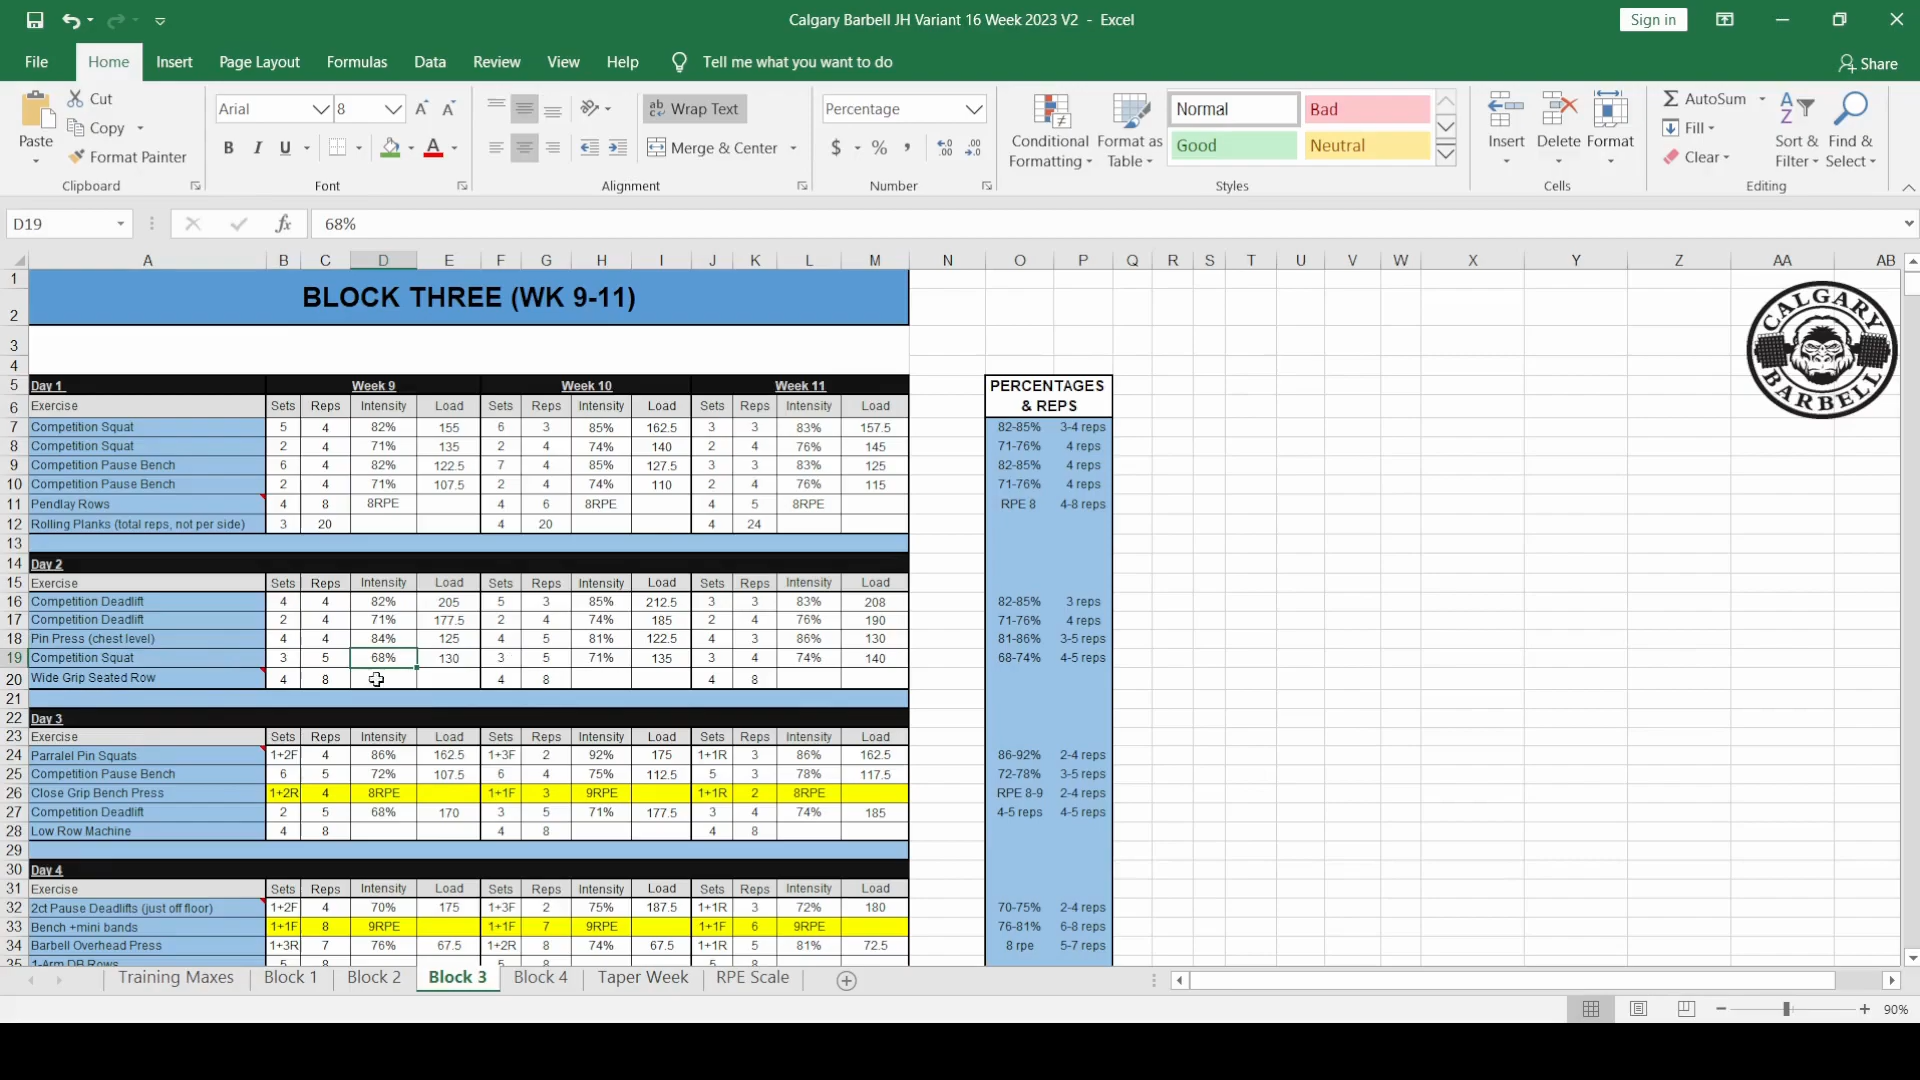 Calgary Barbell JH Variant 16 Week 2023 V2 - Excel
Sign in
File Home Insert Page Layout Formulas Data Review View Help Tell me what you want to do
Share
Paste
Cut
Copy
Format Painter
Clipboard
Arial 8
B I U
Font
Wrap Text
Merge & Center
Alignment
Percentage
$ % ,
Number
Conditional Formatting
Format as Table
Normal Bad
Good Neutral
Styles
Insert Delete Format
Cells
AutoSum
Fill
Clear
Sort & Filter
Find & Select
Editing
D19 fx 68%
A B C D E F G H I J K L M N O P Q R S T U V W X Y Z AA AB
1
2 BLOCK THREE (WK 9-11)
3
4
CALGARY BARBELL
5 Day 1 Week 9 Week 10 Week 11 PERCENTAGES & REPS
6 Exercise Sets Reps Intensity Load Sets Reps Intensity Load Sets Reps Intensity Load
7 Competition Squat 5 4 82% 155 6 3 85% 162.5 3 3 83% 157.5 82-85% 3-4 reps
8 Competition Squat 2 4 71% 135 2 4 74% 140 2 4 76% 145 71-76% 4 reps
9 Competition Pause Bench 6 4 82% 122.5 7 4 85% 127.5 3 3 83% 125 82-85% 4 reps
10 Competition Pause Bench 2 4 71% 107.5 2 4 74% 110 2 4 76% 115 71-76% 4 reps
11 Pendlay Rows 4 8 8RPE 4 6 8RPE 4 5 8RPE RPE 8 4-8 reps
12 Rolling Planks (total reps, not per side) 3 20 4 20 4 24
13
14 Day 2
15 Exercise Sets Reps Intensity Load Sets Reps Intensity Load Sets Reps Intensity Load
16 Competition Deadlift 4 4 82% 205 5 3 85% 212.5 3 3 83% 208 82-85% 3 reps
17 Competition Deadlift 2 4 71% 177.5 2 4 74% 185 2 4 76% 190 71-76% 4 reps
18 Pin Press (chest level) 4 4 84% 125 4 5 81% 122.5 4 3 86% 130 81-86% 3-5 reps
19 Competition Squat 3 5 68% 130 3 5 71% 135 3 4 74% 140 68-74% 4-5 reps
20 Wide Grip Seated Row 4 8 4 8 4 8
21
22 Day 3
23 Exercise Sets Reps Intensity Load Sets Reps Intensity Load Sets Reps Intensity Load
24 Parralel Pin Squats 1+2F 4 86% 162.5 1+3F 2 92% 175 1+1R 3 86% 162.5 86-92% 2-4 reps
25 Competition Pause Bench 6 5 72% 107.5 6 4 75% 112.5 5 3 78% 117.5 72-78% 3-5 reps
26 Close Grip Bench Press 1+2R 4 8RPE 1+1F 3 9RPE 1+1R 2 8RPE RPE 8-9 2-4 reps
27 Competition Deadlift 2 5 68% 170 3 5 71% 177.5 3 4 74% 185 4-5 reps 4-5 reps
28 Low Row Machine 4 8 4 8 4 8
29
30 Day 4
31 Exercise Sets Reps Intensity Load Sets Reps Intensity Load Sets Reps Intensity Load
32 2ct Pause Deadlifts (just off floor) 1+2F 4 70% 175 1+3F 2 75% 187.5 1+1R 3 72% 180 70-75% 2-4 reps
33 Bench +mini bands 1+1F 8 9RPE 1+1F 7 9RPE 1+1F 6 9RPE 76-81% 6-8 reps
34 Barbell Overhead Press 1+3R 7 76% 67.5 1+2R 8 74% 67.5 1+1R 5 81% 72.5 8 rpe 5-7 reps
35 1-Arm DB Rows 5 8 5 8 5 8
Training Maxes Block 1 Block 2 Block 3 Block 4 Taper Week RPE Scale
90%